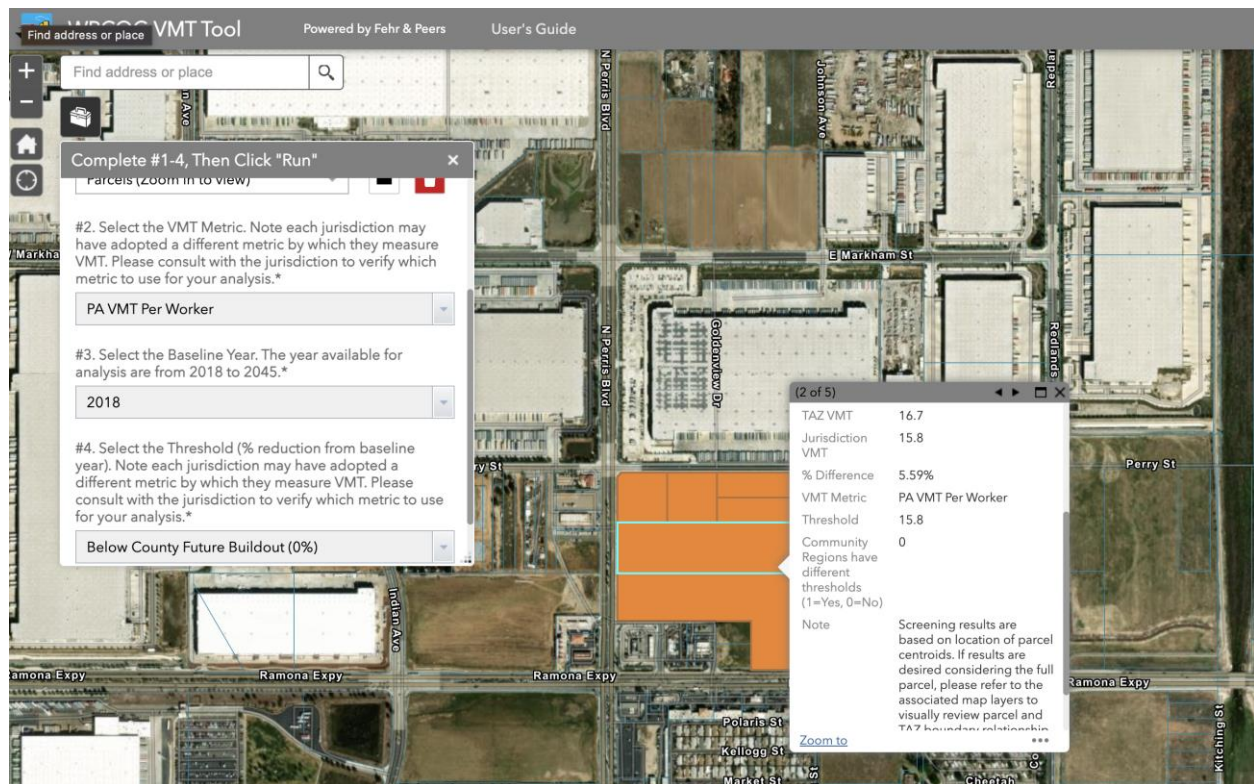 WRCOG VMT Tool
Find address or place
Powered by Fehr & Peers
User's Guide
Find address or place
Complete #1-4, Then Click "Run"
Parcels (Zoom in to view)
#2. Select the VMT Metric. Note each jurisdiction may
have adopted a different metric by which they measure
VMT. Please consult with the jurisdiction to verify which
metric to use for your analysis.*
PA VMT Per Worker
#3. Select the Baseline Year. The year available for
analysis are from 2018 to 2045.*
2018
#4. Select the Threshold (% reduction from baseline
year). Note each jurisdiction may have adopted a
different metric by which they measure VMT. Please
consult with the jurisdiction to verify which metric to use
for your analysis.*
Below County Future Buildout (0%)
(2 of 5)
TAZ VMT 16.7
Jurisdiction 15.8
VMT
% Difference 5.59%
VMT Metric PA VMT Per Worker
Threshold 15.8
Community 0
Regions have
different
thresholds
(1=Yes, 0=No)
Note Screening results are
based on location of parcel
centroids. If results are
desired considering the full
parcel, please refer to the
associated map layers to
visually review parcel and
TAZ boundary relationship
Zoom to
N Perris Blvd
Johnson Ave
E Markham St
N Perris Blvd
Goldenview Dr
Redlands
Perry St
Indian Ave
Ramona Expy
Ramona Expy
Ramona Expy
Polaris St
Kellogg St
Market St
Cheetah
Kitching St